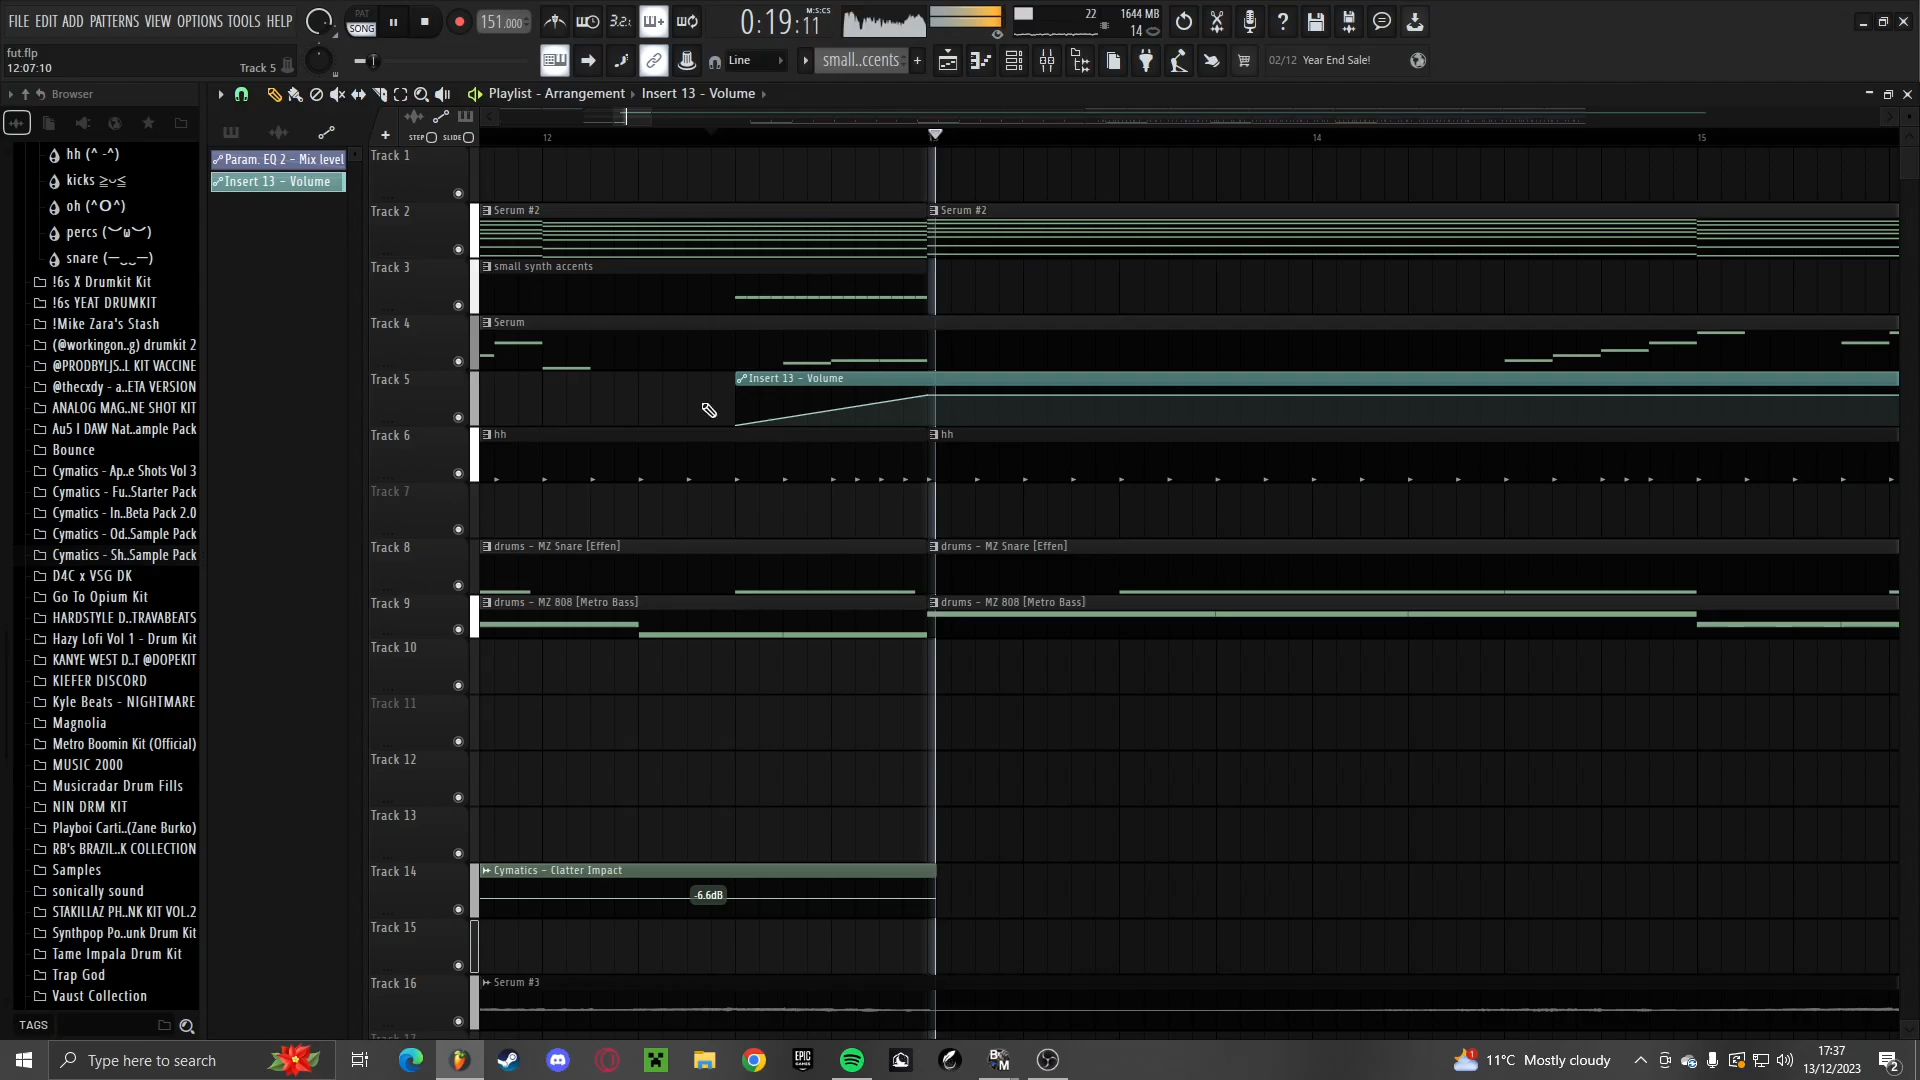 FILE EDIT ADD PATTERNS VIEW OPTIONS TOOLS HELP
PAT
SONG
151.000
3.2
0:19:11
M:S:CS
22
1644 MB
14
fut.flp
12:07:10
Track 5
Line
small..ccents
02/12 Year End Sale!
Browser
Playlist - Arrangement
Insert 13 - Volume
STEP
SLIDE
12
14
15
hh (^ -^)
kicks ≧◡≦
oh (^O^)
percs (︶ω︶)
snare (一‿‿一)
!6s X Drumkit Kit
!6s YEAT DRUMKIT
!Mike Zara's Stash
(@workingon..g) drumkit 2
@PRODBYLJS..L KIT VACCINE
@thecxdy - a..ETA VERSION
ANALOG MAG..NE SHOT KIT
Au5 I DAW Nat..ample Pack
Bounce
Cymatics - Ap..e Shots Vol 3
Cymatics - Fu..Starter Pack
Cymatics - In..Beta Pack 2.0
Cymatics - Od..Sample Pack
Cymatics - Sh..Sample Pack
D4C x VSG DK
Go To Opium Kit
HARDSTYLE D..TRAVABEATS
Hazy Lofi Vol 1 - Drum Kit
KANYE WEST D..T @DOPEKIT
KIEFER DISCORD
Kyle Beats - NIGHTMARE
Magnolia
Metro Boomin Kit (Official)
MUSIC 2000
Musicradar Drum Fills
NIN DRM KIT
Playboi Carti..(Zane Burko)
RB's BRAZIL..K COLLECTION
Samples
sonically sound
STAKILLAZ PH..NK KIT VOL.2
Synthpop Po..unk Drum Kit
Tame Impala Drum Kit
Trap God
Vaust Collection
TAGS
Param. EQ 2 - Mix level
Insert 13 - Volume
Track 1
Track 2
Serum #2
Serum #2
Track 3
small synth accents
Track 4
Serum
Track 5
Insert 13 - Volume
Track 6
hh
hh
Track 7
Track 8
drums - MZ Snare [Effen]
drums - MZ Snare [Effen]
Track 9
drums - MZ 808 [Metro Bass]
drums - MZ 808 [Metro Bass]
Track 10
Track 11
Track 12
Track 13
Track 14
Cymatics - Clatter Impact
-6.6dB
Track 15
Track 16
Serum #3
Type here to search
EPIC
11°C Mostly cloudy
17:37
13/12/2023
2